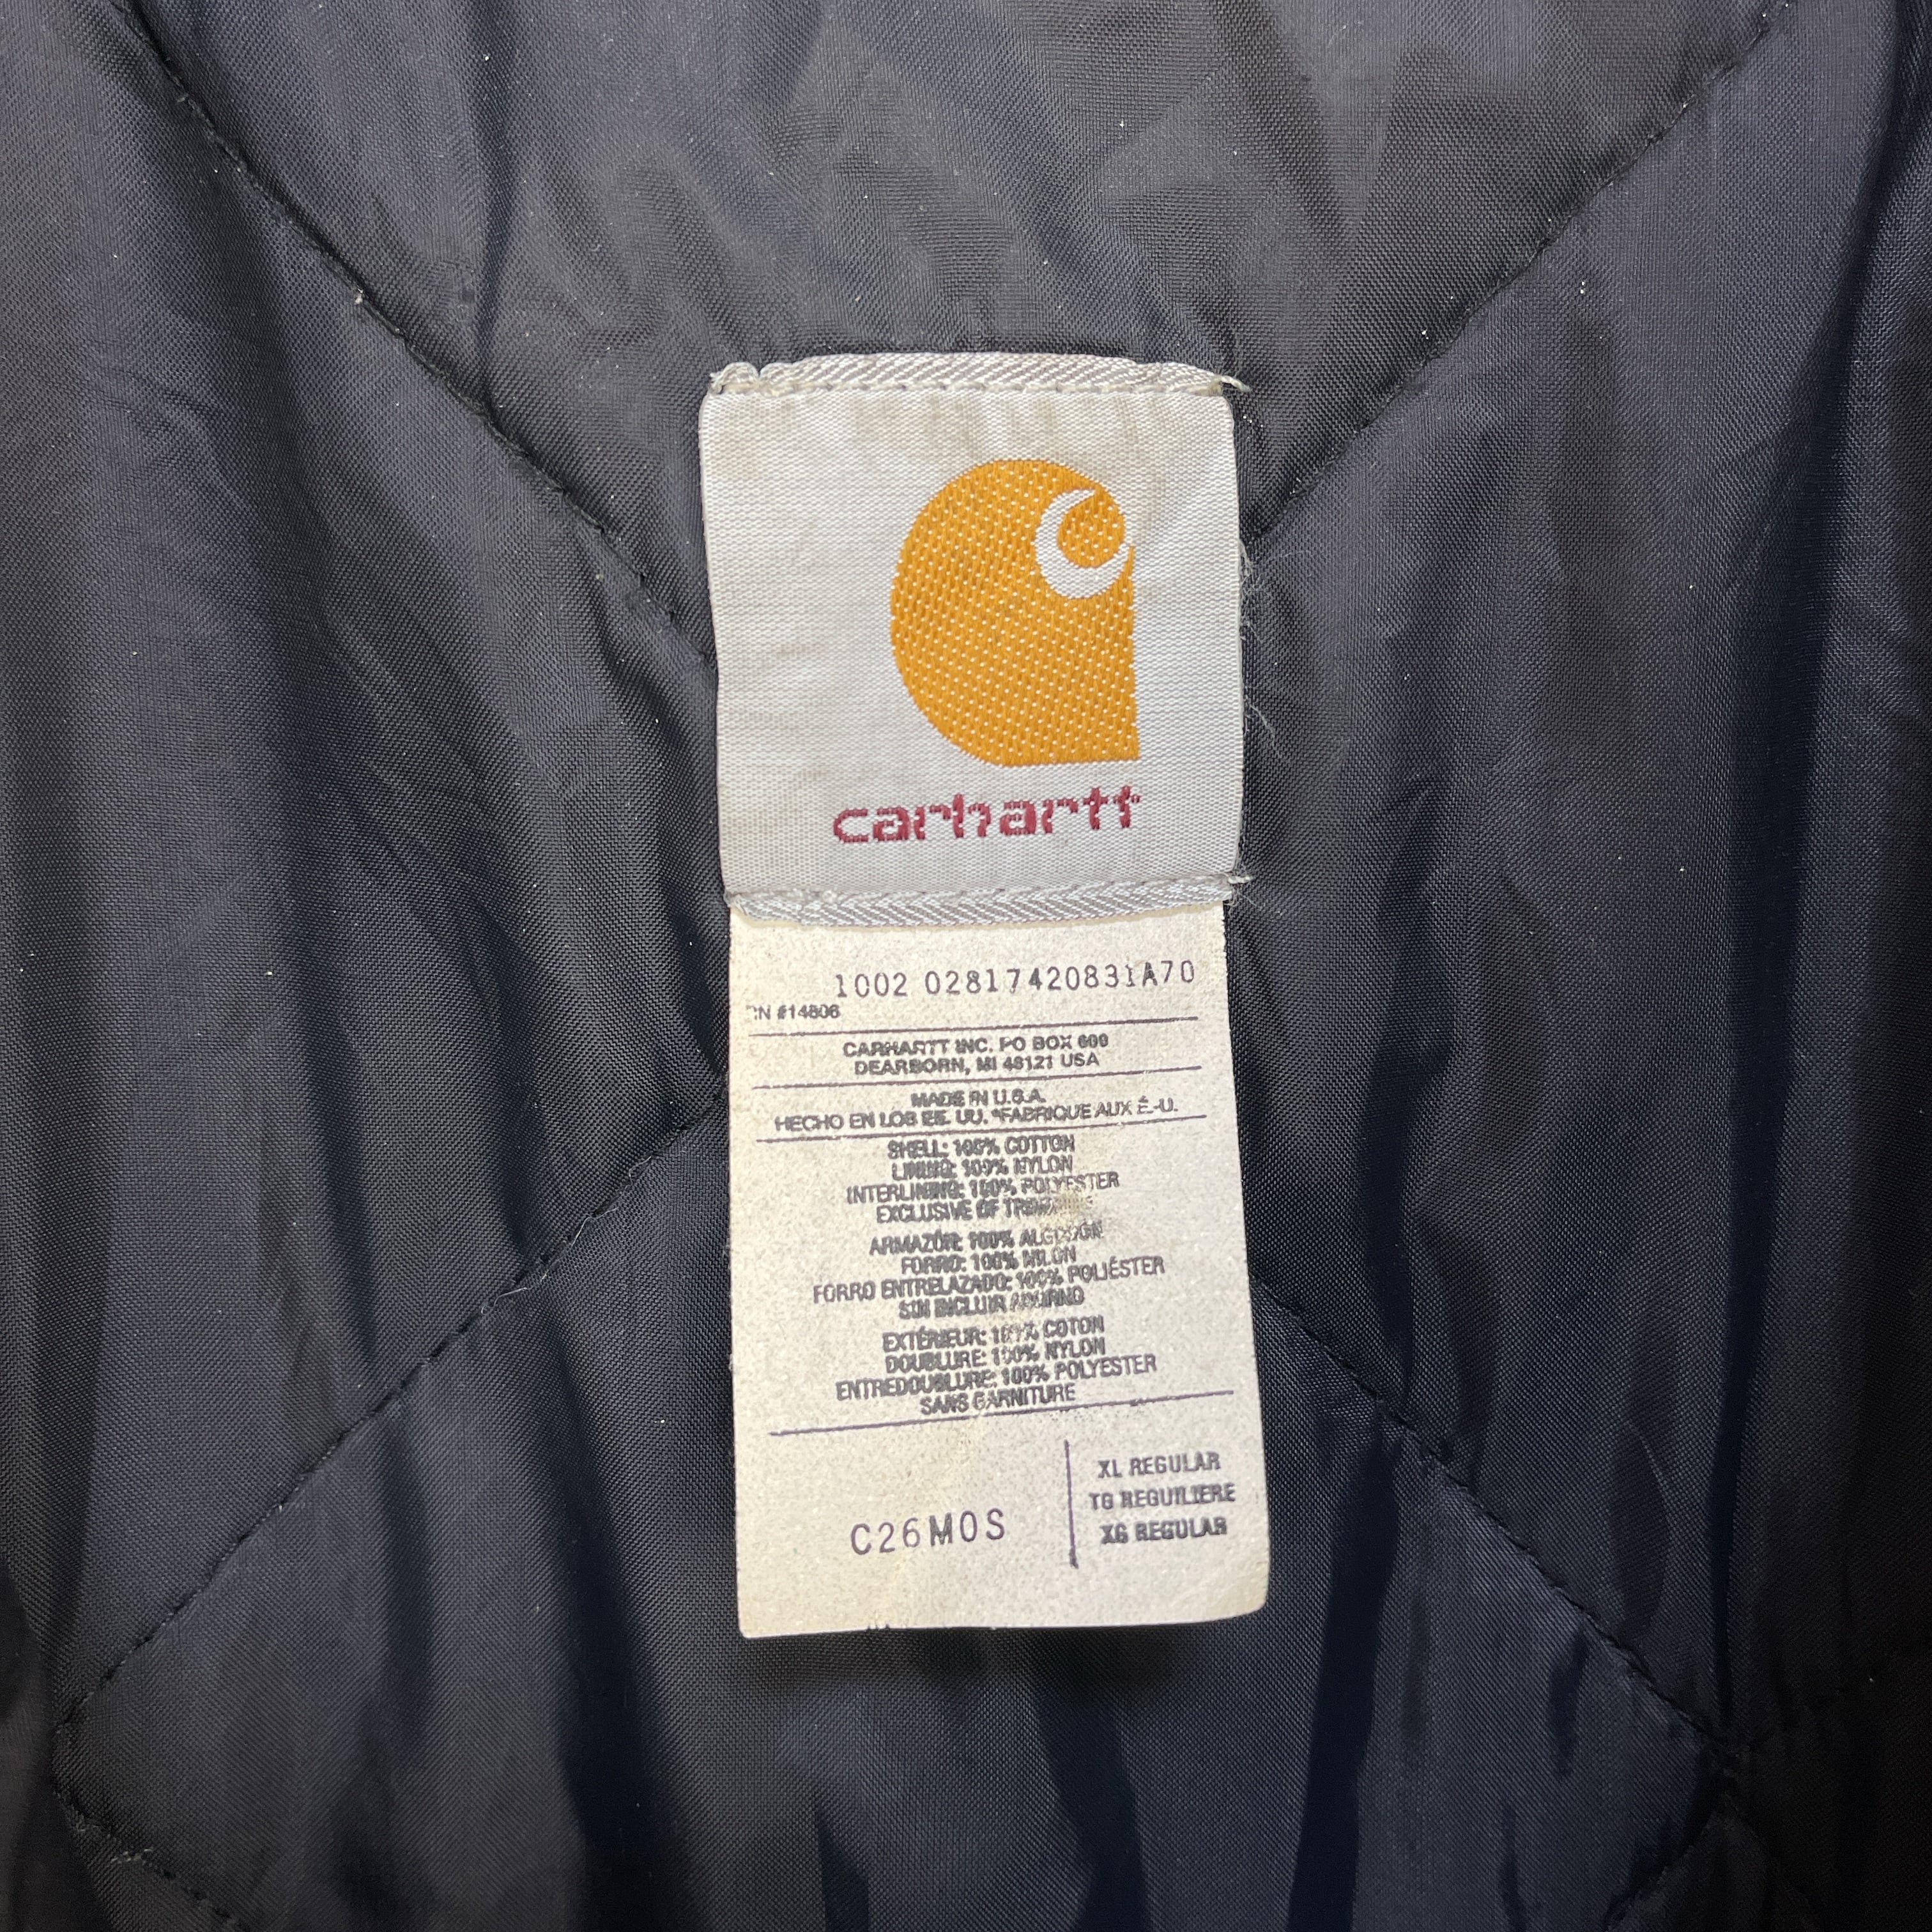 carhartt
1002 02817420831A70
RN #14806
CARHARTT INC. PO BOX 600
DEARBORN, MI 48121 USA
MADE IN U.S.A.
HECHO EN LOS EE. UU. *FABRIQUE AUX É.-U.
SHELL: 100% COTTON
LINING: 100% NYLON
INTERLINING: 100% POLYESTER
EXCLUSIVE OF
ARMAZÓN: 100% ALGODÓN
FORRO: 100% NILON
FORRO ENTRELAZADO: 100% POLIÉSTER
SIN INCLUIR ADORNO
EXTÉRIEUR: 100% COTON
DOUBLURE: 100% NYLON
ENTREDOUBLURE: 100% POLYESTER
SANS GARNITURE
C26MOS
XL REGULAR
TG REGUILIERE
XG REGULAR